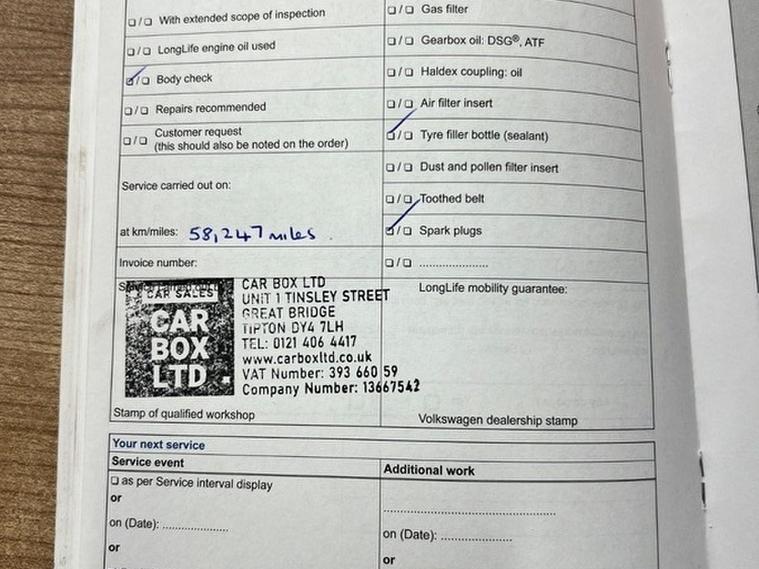 ☐/☐ With extended scope of inspection
☐/☐ LongLife engine oil used
☑/☐ Body check
☐/☐ Repairs recommended
☐/☐ Customer request
(this should also be noted on the order)
Service carried out on:
at km/miles: 58,247 miles
Invoice number:
☐/☐ Gas filter
☐/☐ Gearbox oil: DSG®, ATF
☐/☐ Haldex coupling: oil
☐/☐ Air filter insert
☑/☐ Tyre filler bottle (sealant)
☐/☐ Dust and pollen filter insert
☐/☐ Toothed belt
☑/☐ Spark plugs
☐/☐ ......................
CAR SALES
CAR
BOX
LTD.
CAR BOX LTD
UNIT 1 TINSLEY STREET
GREAT BRIDGE
TIPTON DY4 7LH
TEL: 0121 406 4417
www.carboxltd.co.uk
VAT Number: 393 660 59
Company Number: 13667542
Stamp of qualified workshop
LongLife mobility guarantee:
Volkswagen dealership stamp
Your next service
Service event
☐ as per Service interval display
or
on (Date): .....................
or
Additional work
.......................................................
on (Date): .......................
or